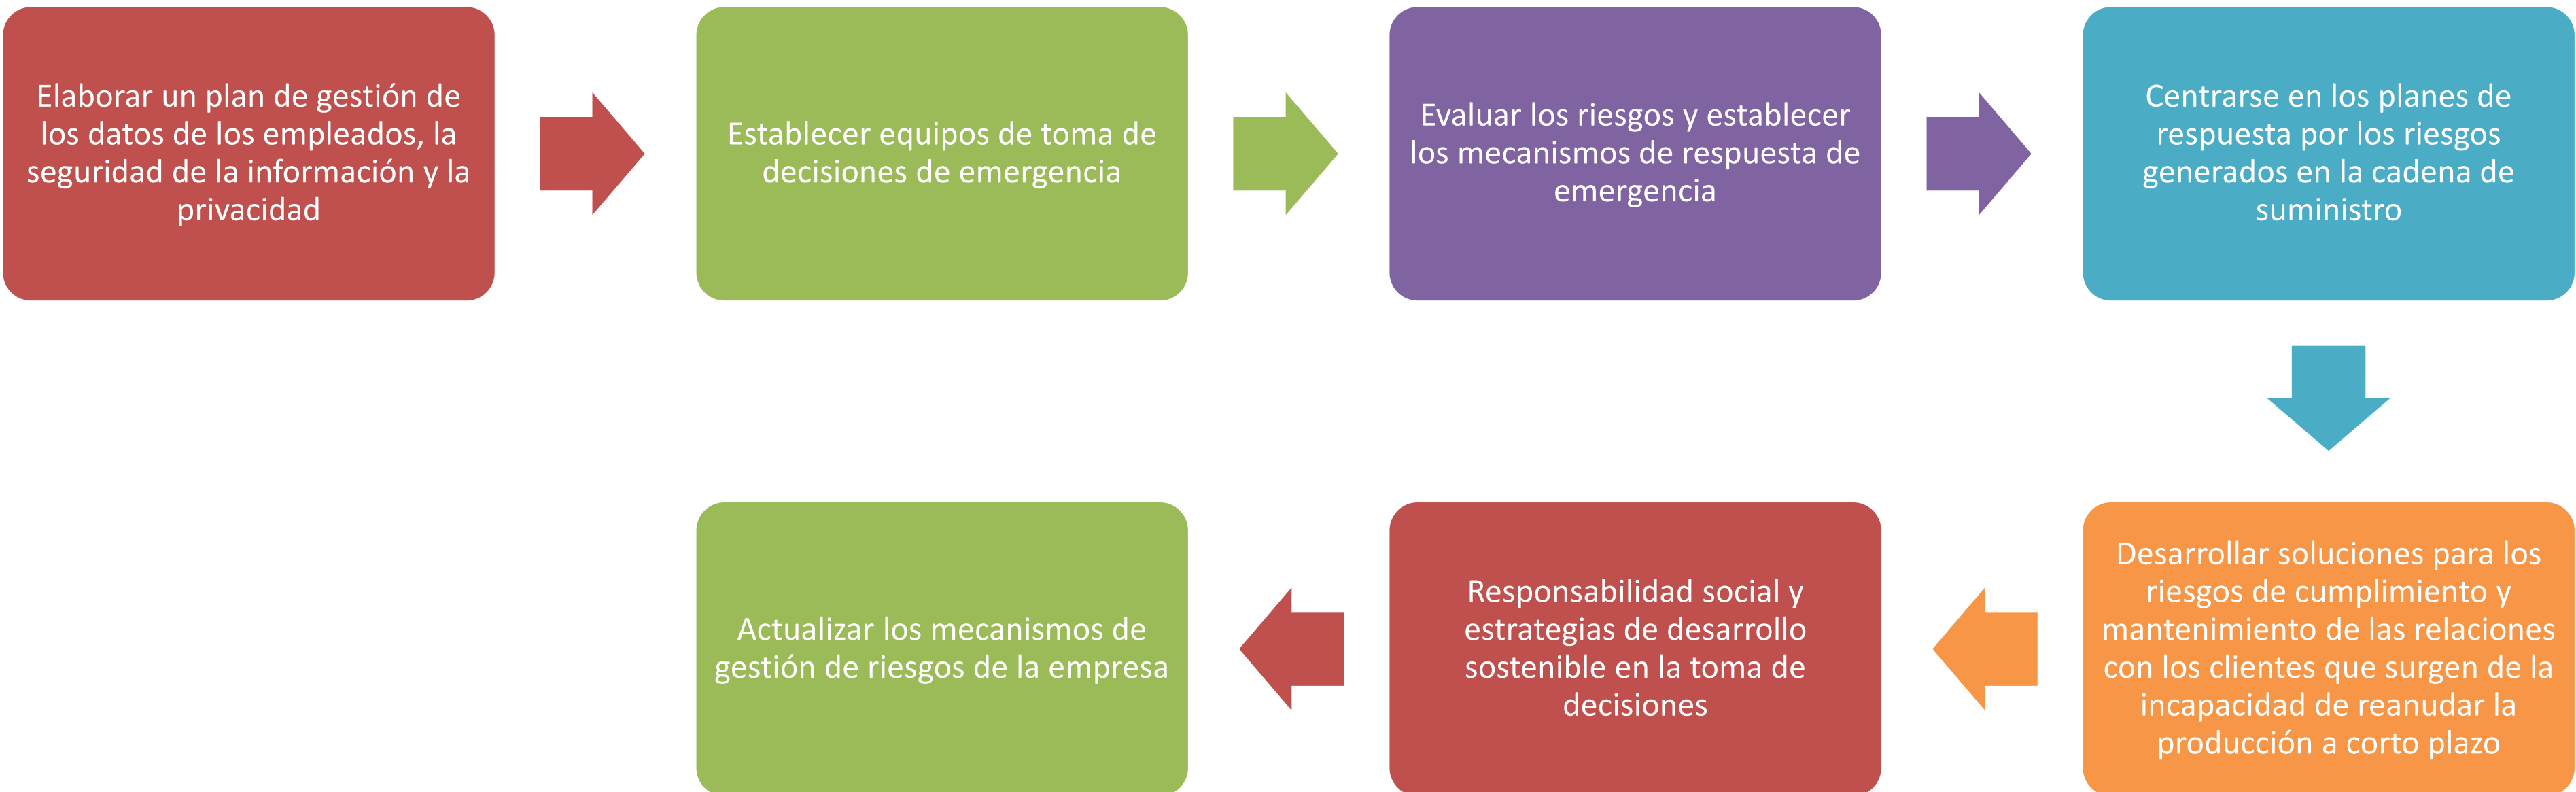 Elaborar un plan de gestión de
los datos de los empleados, la
seguridad de la información y la
privacidad
Establecer equipos de toma de
decisiones de emergencia
Evaluar los riesgos y establecer
los mecanismos de respuesta de
emergencia
Centrarse en los planes de
respuesta por los riesgos
generados en la cadena de
suministro
Desarrollar soluciones para los
riesgos de cumplimiento y
mantenimiento de las relaciones
con los clientes que surgen de la
incapacidad de reanudar la
producción a corto plazo
Responsabilidad social y
estrategias de desarrollo
sostenible en la toma de
decisiones
Actualizar los mecanismos de
gestión de riesgos de la empresa